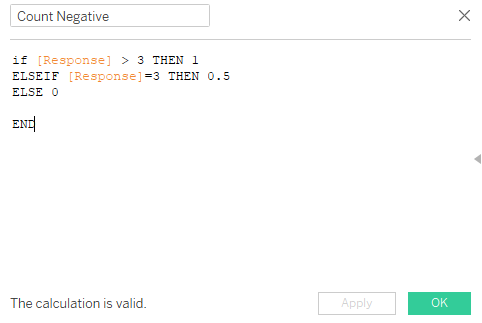 Count Negative
if [Response] > 3 THEN 1
ELSEIF [Response]=3 THEN 0.5
ELSE 0
END
The calculation is valid.
Apply
OK